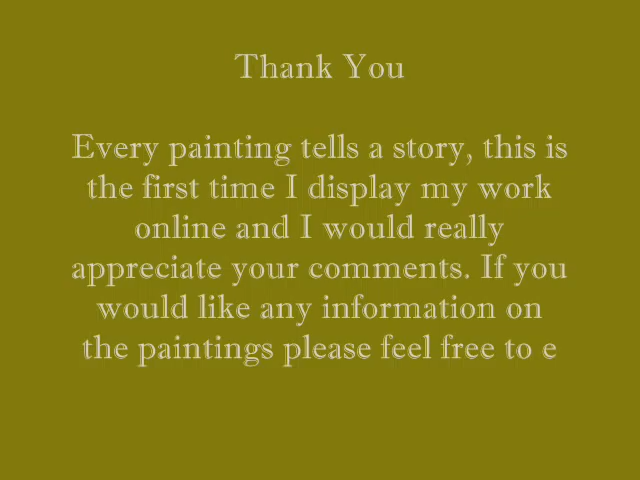 Thank You
Every painting tells a story, this is
the first time I display my work
online and I would really
appreciate your comments. If you
would like any information on
the paintings please feel free to e